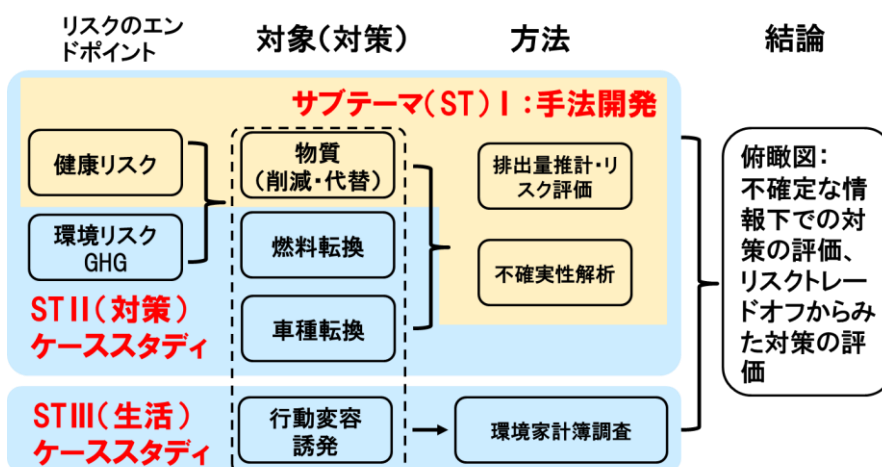 リスクのエン
ドポイント
対象(対策)
方法
結論
サブテーマ(ST)Ⅰ:手法開発
健康リスク
物質
(削減・代替)
排出量推計・リ
スク評価
環境リスク
GHG
燃料転換
不確実性解析
STⅡ(対策)
ケーススタディ
車種転換
俯瞰図:
不確定な情
報下での対
策の評価、
リスクトレー
ドオフからみ
た対策の評
価
STⅢ(生活)
ケーススタディ
行動変容
誘発
環境家計簿調査